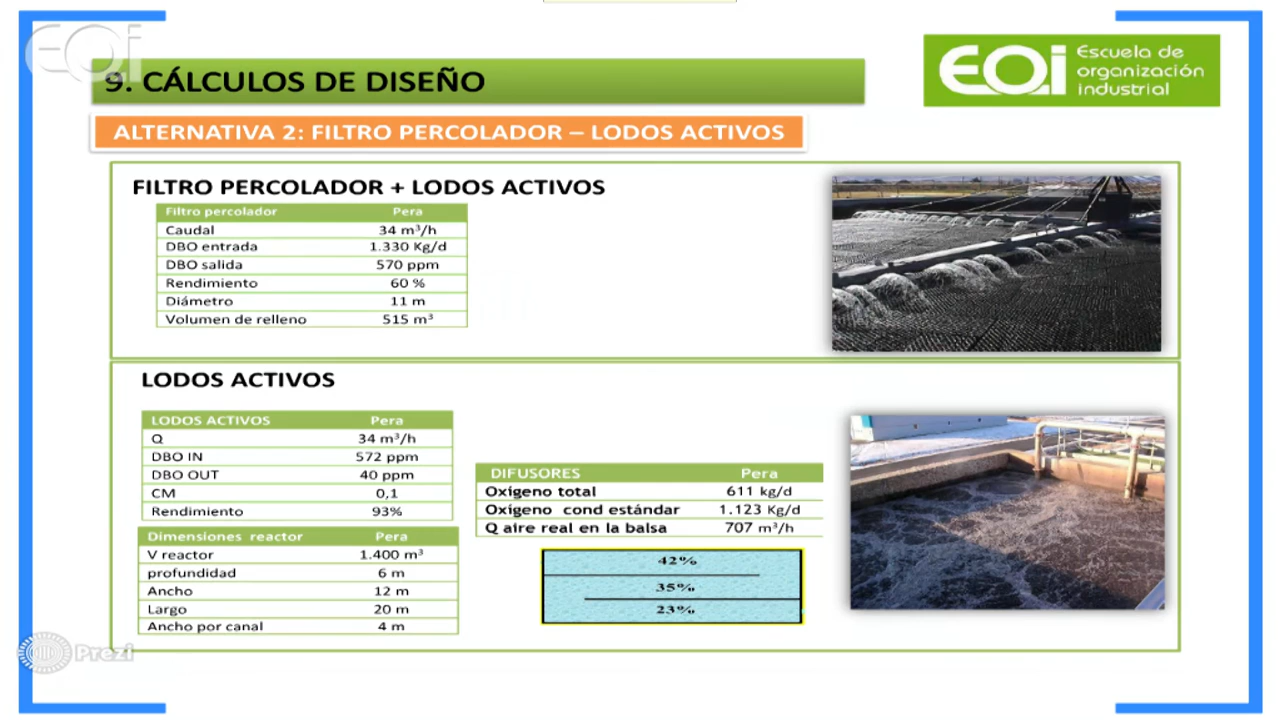 EOi
9. CÁLCULOS DE DISEÑO
EOi Escuela de
organización
industrial
ALTERNATIVA 2: FILTRO PERCOLADOR – LODOS ACTIVOS
FILTRO PERCOLADOR + LODOS ACTIVOS
Filtro percolador Pera
Caudal 34 m³/h
DBO entrada 1.330 Kg/d
DBO salida 570 ppm
Rendimiento 60 %
Diámetro 11 m
Volumen de relleno 515 m³
LODOS ACTIVOS
LODOS ACTIVOS Pera
Q 34 m³/h
DBO IN 572 ppm
DBO OUT 40 ppm
CM 0,1
Rendimiento 93%
Dimensiones reactor Pera
V reactor 1.400 m³
profundidad 6 m
Ancho 12 m
Largo 20 m
Ancho por canal 4 m
DIFUSORES Pera
Oxígeno total 611 kg/d
Oxígeno cond estándar 1.123 Kg/d
Q aire real en la balsa 707 m³/h
42%
35%
23%
Prezi